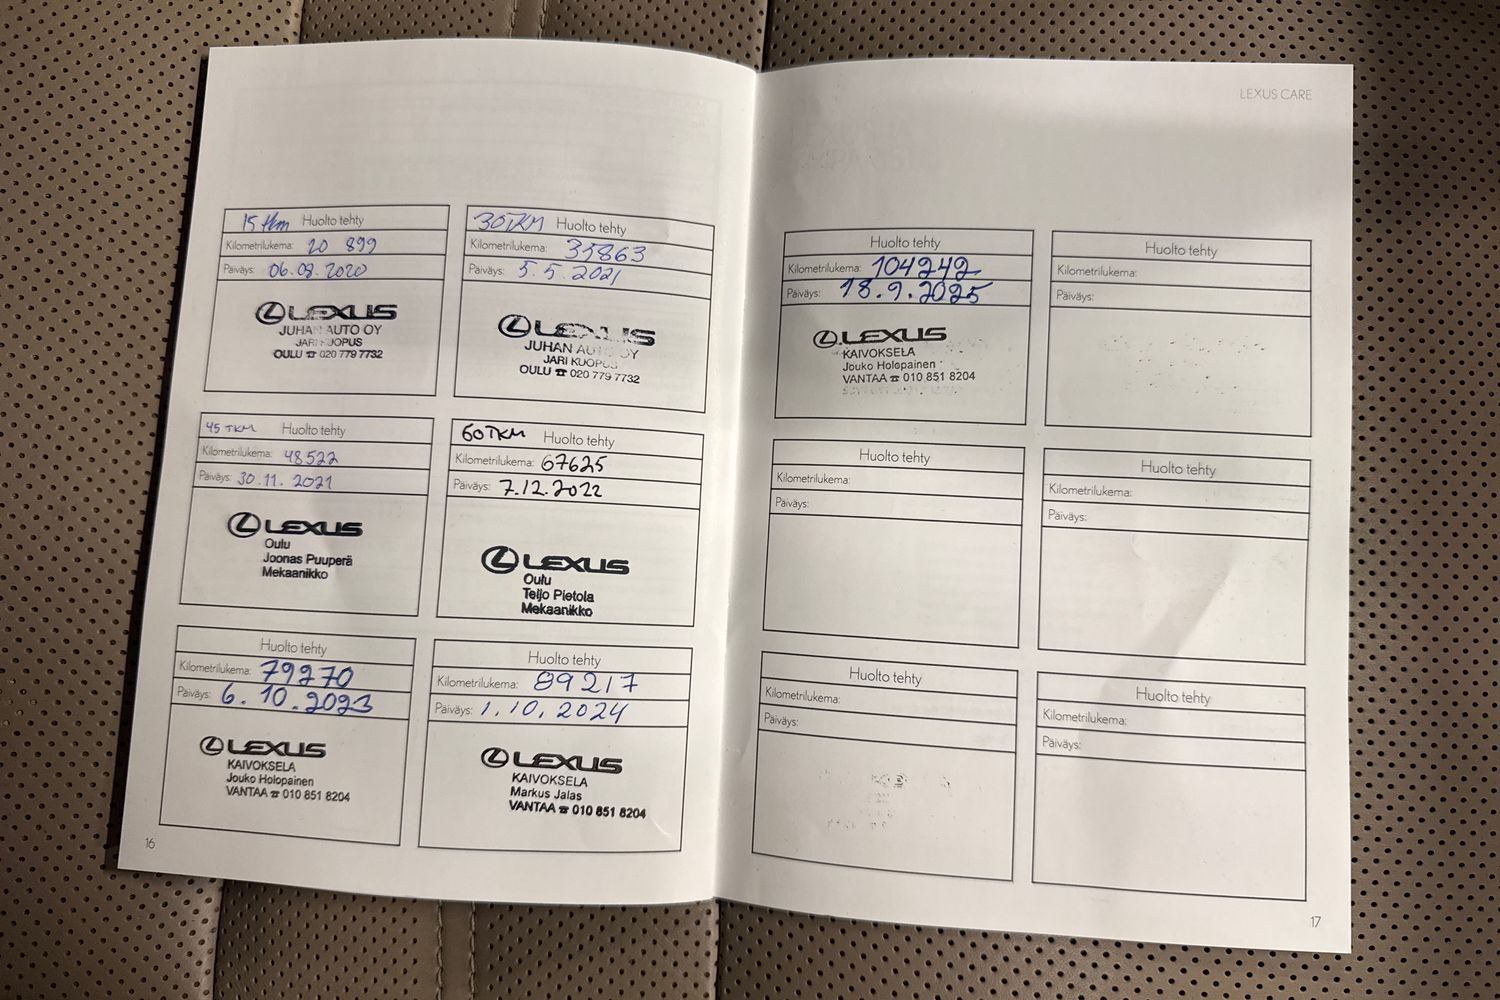 LEXUS CARE
15 tkm Huolto tehty
Kilometrilukema: 20 899
Päiväys: 06.08.2020
LEXUS
JUHAN AUTO OY
JARI KUOPUS
OULU ☎ 020 779 7732
30TKM Huolto tehty
Kilometrilukema: 35863
Päiväys: 5.5.2021
LEXUS
JUHAN AUTO OY
JARI KUOPUS
OULU ☎ 020 779 7732
45 TKM Huolto tehty
Kilometrilukema: 48522
Päiväys: 30.11.2021
LEXUS
Oulu
Joonas Puuperä
Mekaanikko
60TKM Huolto tehty
Kilometrilukema: 67625
Päiväys: 7.12.2022
LEXUS
Oulu
Teijo Pietola
Mekaanikko
Huolto tehty
Kilometrilukema: 79270
Päiväys: 6.10.2023
LEXUS
KAIVOKSELA
Jouko Holopainen
VANTAA ☎ 010 851 8204
Huolto tehty
Kilometrilukema: 89217
Päiväys: 1.10.2024
LEXUS
KAIVOKSELA
Markus Jalas
VANTAA ☎ 010 851 8204
16
Huolto tehty
Kilometrilukema: 104242
Päiväys: 18.9.2025
LEXUS
KAIVOKSELA
Jouko Holopainen
VANTAA ☎ 010 851 8204
Huolto tehty
Kilometrilukema:
Päiväys:
Huolto tehty
Kilometrilukema:
Päiväys:
Huolto tehty
Kilometrilukema:
Päiväys:
Huolto tehty
Kilometrilukema:
Päiväys:
Huolto tehty
Kilometrilukema:
Päiväys:
17